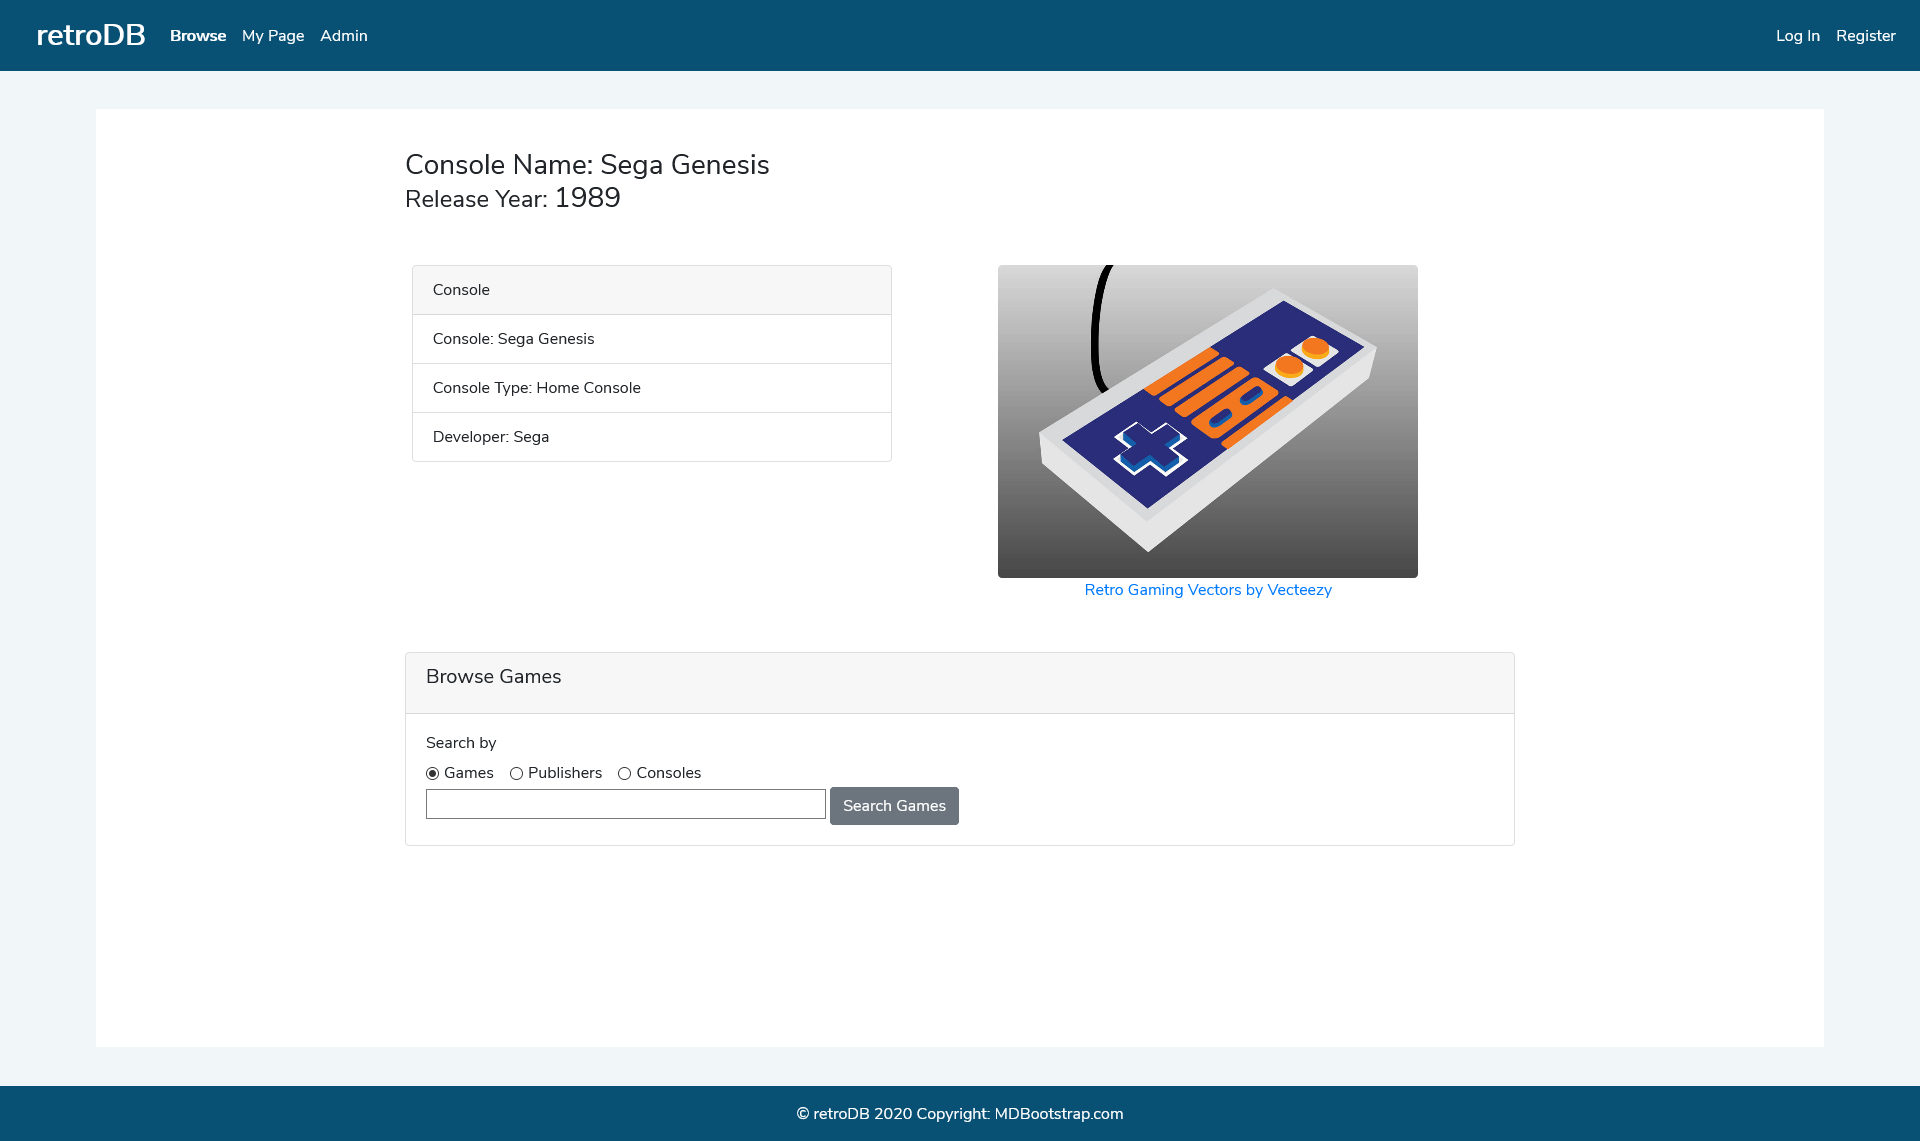 retroDB Browse My Page Admin Log In Register
Console Name: Sega Genesis
Release Year: 1989
Console
Console: Sega Genesis
Console Type: Home Console
Developer: Sega
Retro Gaming Vectors by Vecteezy
Browse Games
Search by
Games Publishers Consoles
Search Games
© retroDB 2020 Copyright: MDBootstrap.com